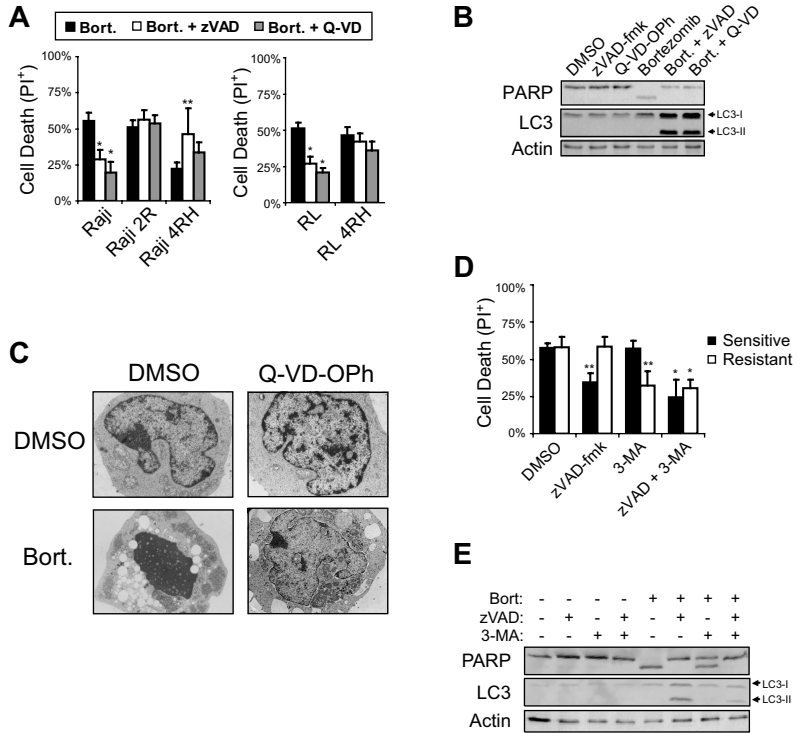 A
Bort. Bort. + zVAD Bort. + Q-VD
Cell Death (PI+)
100%
75%
50%
25%
0%
* * **
Raji
Raji 2R
Raji 4RH
Cell Death (PI+)
100%
75%
50%
25%
0%
* *
RL
RL 4RH
B
DMSO
zVAD-fmk
Q-VD-OPh
Bortezomib
Bort. + zVAD
Bort. + Q-VD
PARP
LC3
LC3-I
LC3-II
Actin
C
DMSO Q-VD-OPh
DMSO
Bort.
D
Cell Death (PI+)
100%
75%
50%
25%
0%
** ** * *
Sensitive
Resistant
DMSO
zVAD-fmk
3-MA
zVAD + 3-MA
E
Bort: - - - - + + + +
zVAD: - + - + - + - +
3-MA: - - + + - - + +
PARP
LC3
LC3-I
LC3-II
Actin